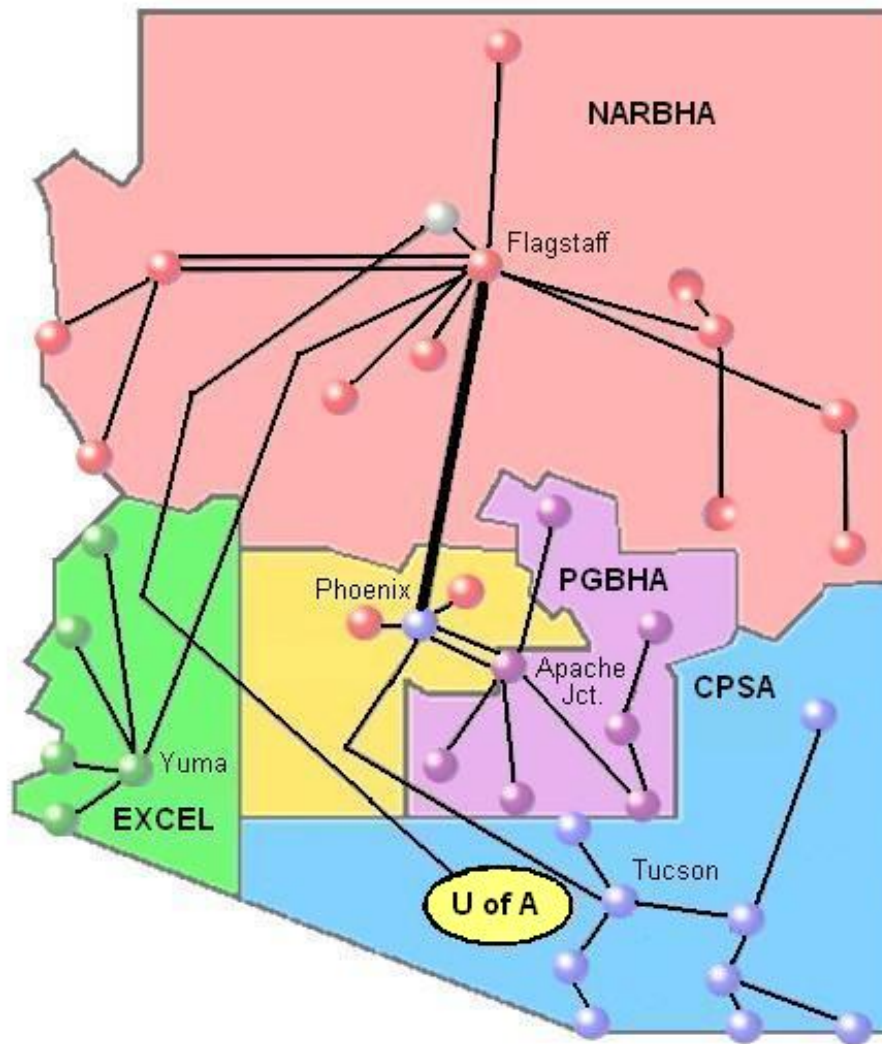 NARBHA
Flagstaff
Phoenix
PGBHA
Apache
Jct.
CPSA
Yuma
EXCEL
Tucson
U of A